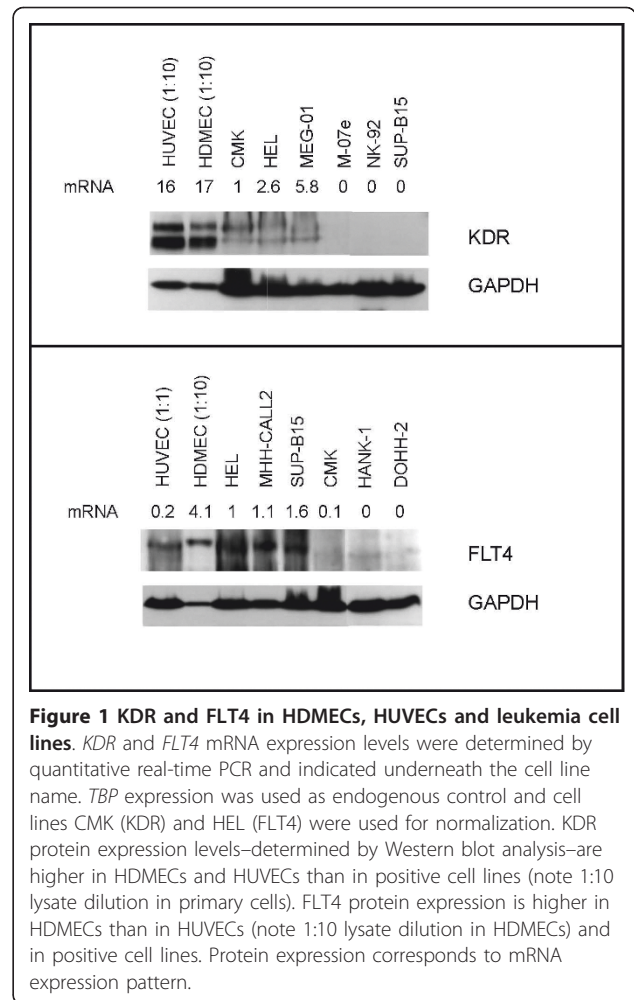 HUVEC (1:10)
HDMEC (1:10)
CMK
HEL
MEG-01
M-07e
NK-92
SUP-B15
mRNA 16 17 1 2.6 5.8 0 0 0
KDR
GAPDH
HUVEC (1:1)
HDMEC (1:10)
HEL
MHH-CALL2
SUP-B15
CMK
HANK-1
DOHH-2
mRNA 0.2 4.1 1 1.1 1.6 0.1 0 0
FLT4
GAPDH
Figure 1 KDR and FLT4 in HDMECs, HUVECs and leukemia cell
lines. KDR and FLT4 mRNA expression levels were determined by
quantitative real-time PCR and indicated underneath the cell line
name. TBP expression was used as endogenous control and cell
lines CMK (KDR) and HEL (FLT4) were used for normalization. KDR
protein expression levels–determined by Western blot analysis–are
higher in HDMECs and HUVECs than in positive cell lines (note 1:10
lysate dilution in primary cells). FLT4 protein expression is higher in
HDMECs than in HUVECs (note 1:10 lysate dilution in HDMECs) and
in positive cell lines. Protein expression corresponds to mRNA
expression pattern.